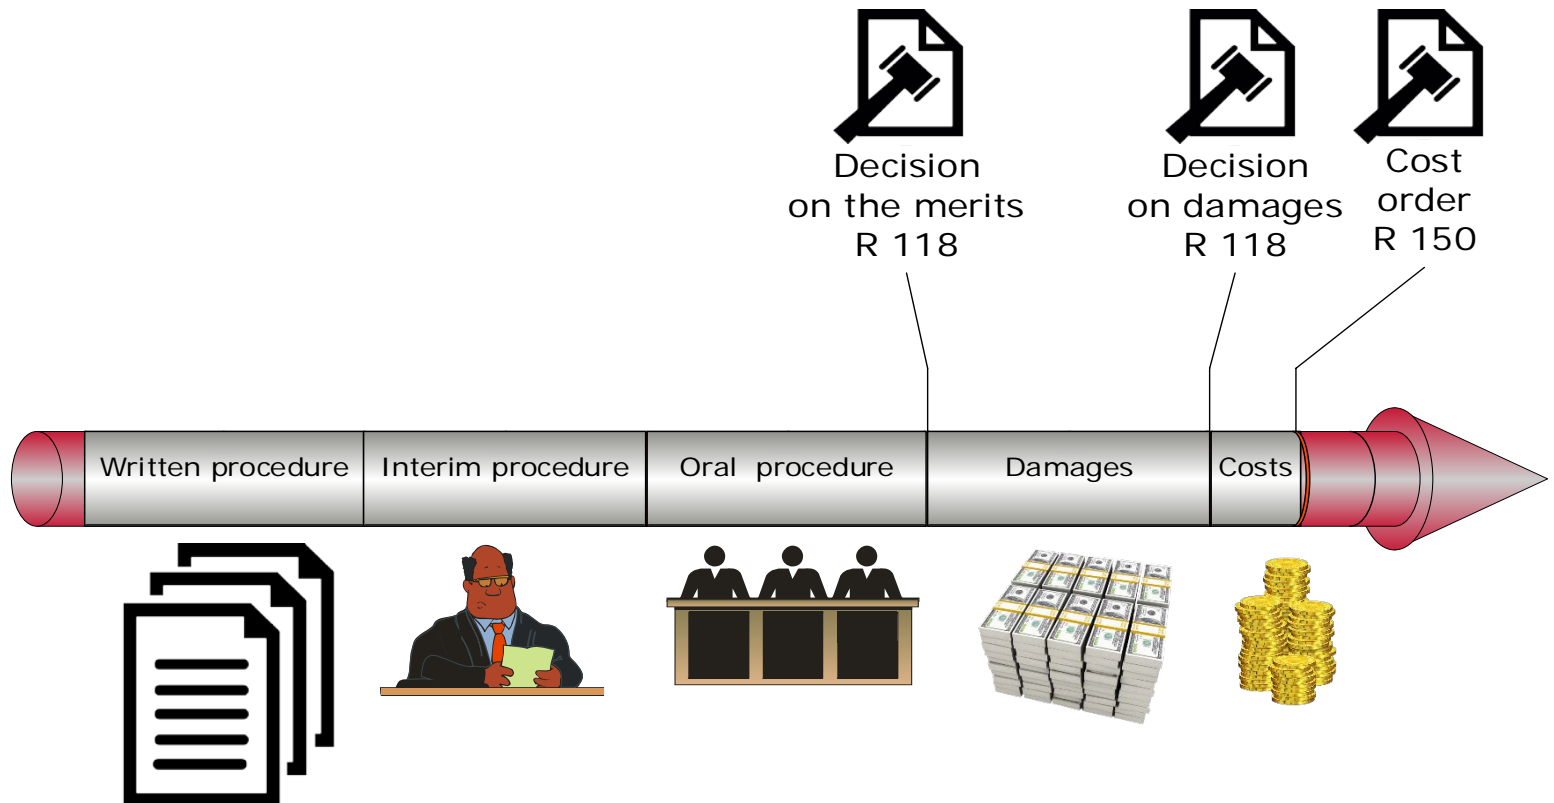 Decision
on the merits
R 118
Decision
on damages
R 118
Cost
order
R 150
Written procedure
Interim procedure
Oral procedure
Damages
Costs